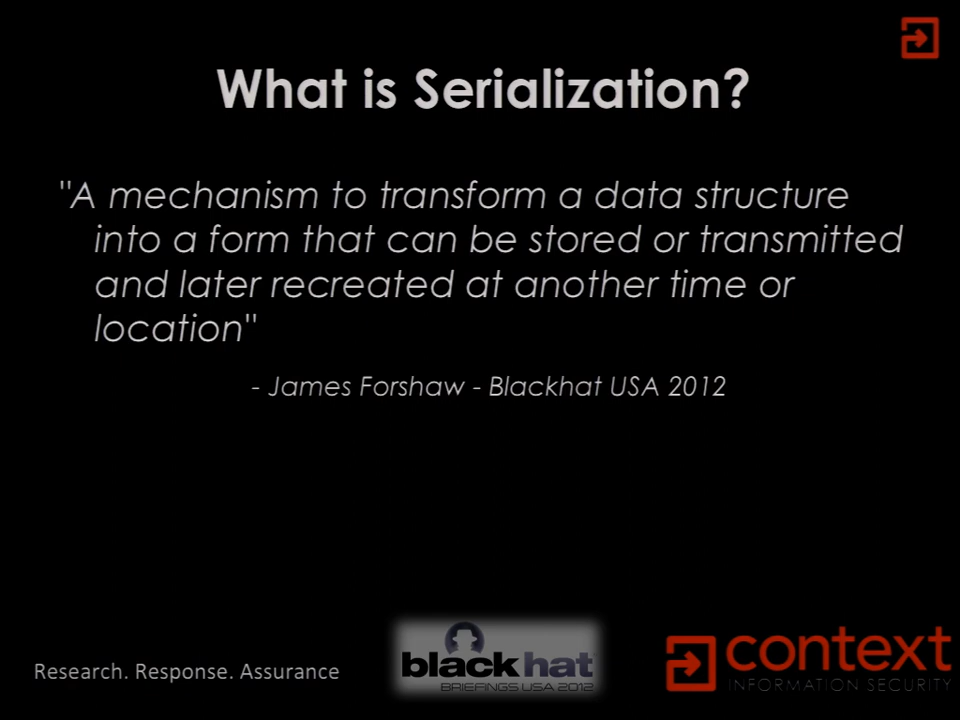 What is Serialization?
"A mechanism to transform a data structure
into a form that can be stored or transmitted
and later recreated at another time or
location"
- James Forshaw - Blackhat USA 2012
Research. Response. Assurance
black hat
BRIEFINGS USA 2012
context
INFORMATION SECURITY